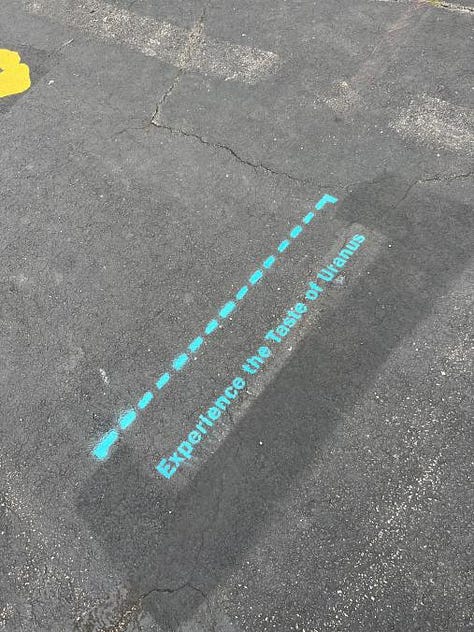 Experience the Taste of Uranus